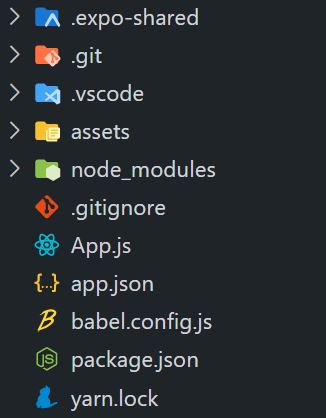 .expo-shared
.git
.vscode
assets
node_modules
.gitignore
App.js
app.json
babel.config.js
package.json
yarn.lock